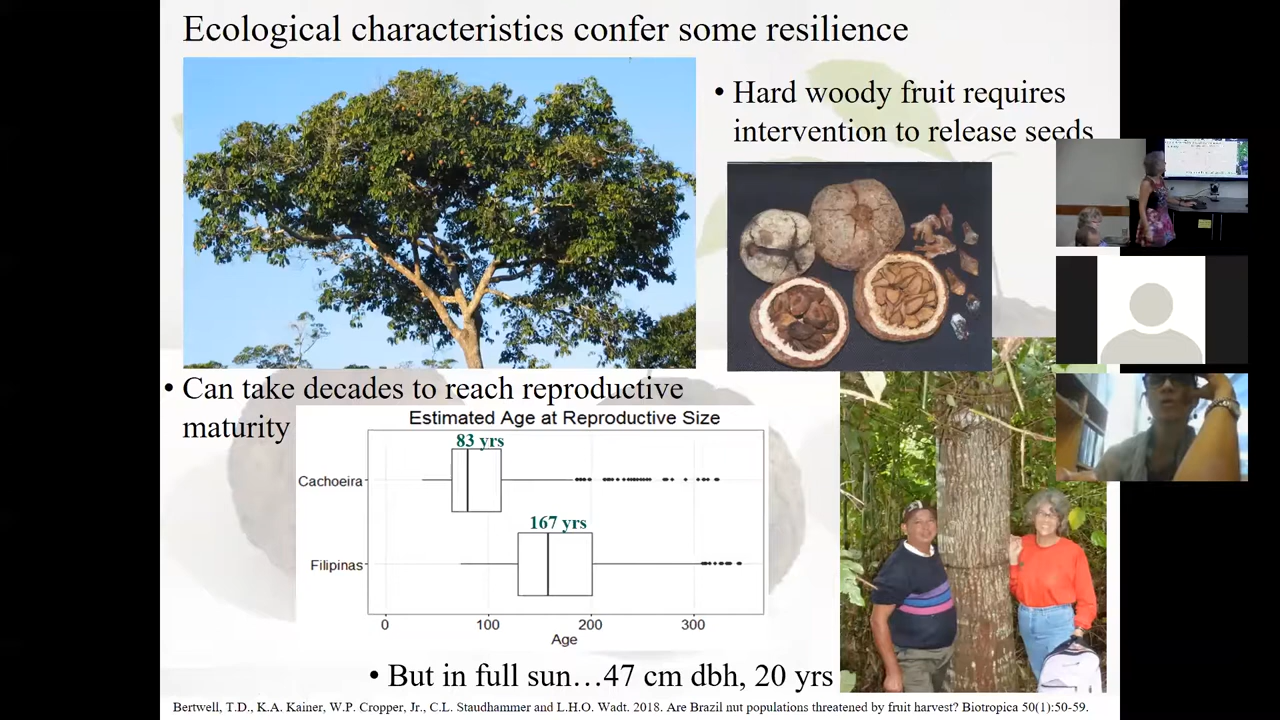 Ecological characteristics confer some resilience
• Hard woody fruit requires
intervention to release seeds
• Can take decades to reach reproductive
maturity
Estimated Age at Reproductive Size
83 yrs
Cachoeira
167 yrs
Filipinas
0 100 200 300
Age
• But in full sun…47 cm dbh, 20 yrs
Bertwell, T.D., K.A. Kainer, W.P. Cropper, Jr., C.L. Staudhammer and L.H.O. Wadt. 2018. Are Brazil nut populations threatened by fruit harvest? Biotropica 50(1):50-59.